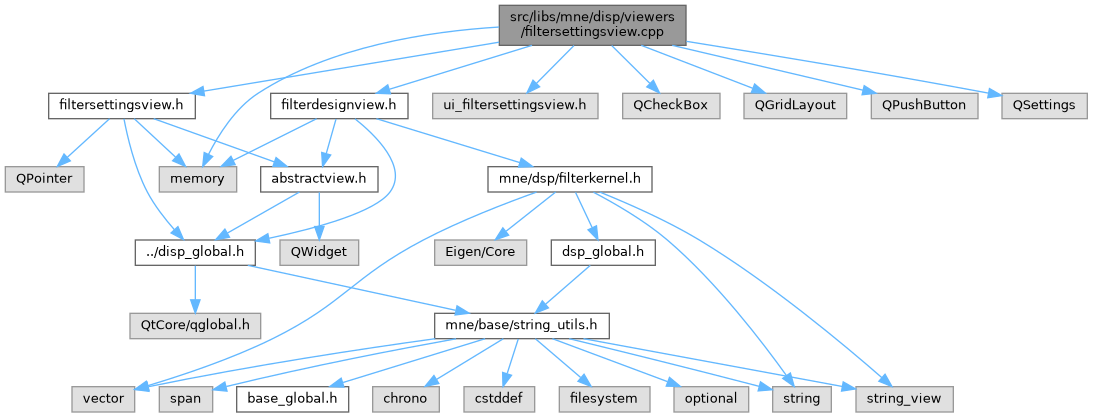 src/libs/mne/disp/viewers
/filtersettingsview.cpp
filtersettingsview.h
filterdesignview.h
ui_filtersettingsview.h
QCheckBox
QGridLayout
QPushButton
QSettings
QPointer
memory
abstractview.h
mne/dsp/filterkernel.h
../disp_global.h
QWidget
Eigen/Core
dsp_global.h
QtCore/qglobal.h
mne/base/string_utils.h
vector
span
base_global.h
chrono
cstddef
filesystem
optional
string
string_view